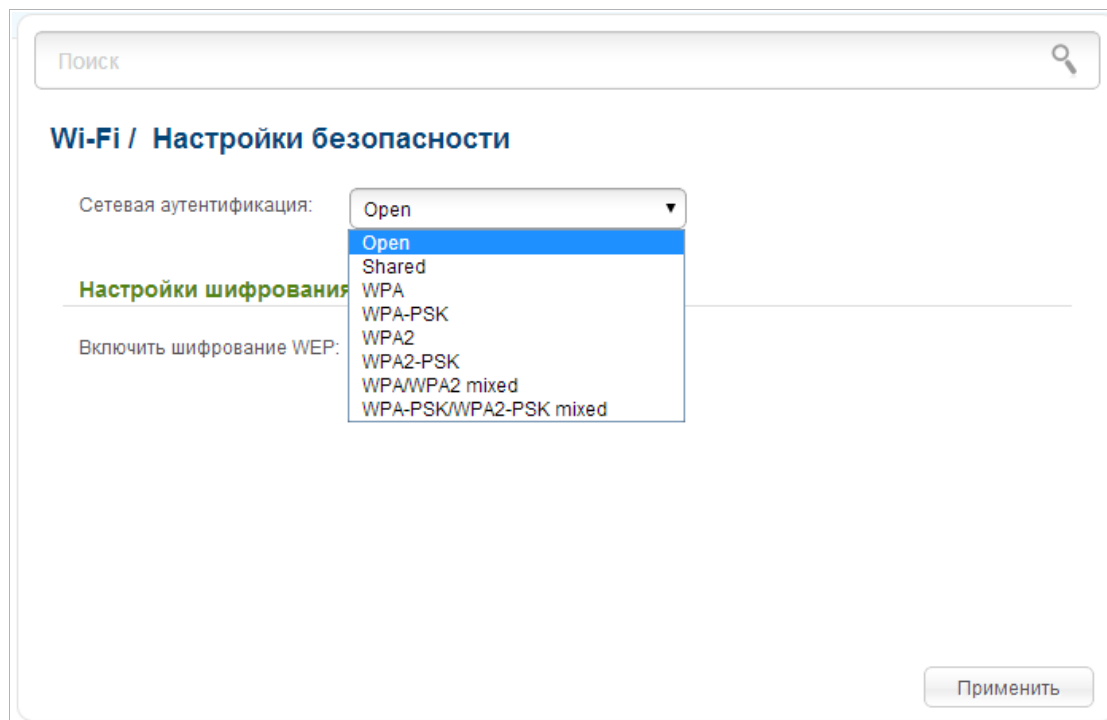 Поиск
Wi-Fi / Настройки безопасности
Сетевая аутентификация:
Open
Open
Shared
WPA
WPA-PSK
WPA2
WPA2-PSK
WPA/WPA2 mixed
WPA-PSK/WPA2-PSK mixed
Настройки шифрования
Включить шифрование WEP:
Применить